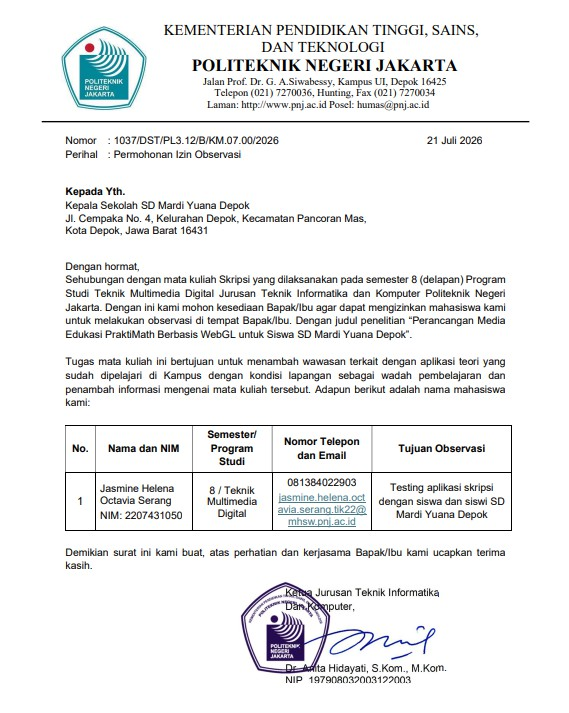 POLITEKNIK
NEGERI
JAKARTA
KEMENTERIAN PENDIDIKAN TINGGI, SAINS,
DAN TEKNOLOGI
POLITEKNIK NEGERI JAKARTA
Jalan Prof. Dr. G. A.Siwabessy, Kampus UI, Depok 16425
Telepon (021) 7270036, Hunting, Fax (021) 7270034
Laman: http://www.pnj.ac.id Posel: humas@pnj.ac.id
Nomor : 1037/DST/PL3.12/B/KM.07.00/2026 21 Juli 2026
Perihal : Permohonan Izin Observasi
Kepada Yth.
Kepala Sekolah SD Mardi Yuana Depok
Jl. Cempaka No. 4, Kelurahan Depok, Kecamatan Pancoran Mas,
Kota Depok, Jawa Barat 16431
Dengan hormat,
Sehubungan dengan mata kuliah Skripsi yang dilaksanakan pada semester 8 (delapan) Program
Studi Teknik Multimedia Digital Jurusan Teknik Informatika dan Komputer Politeknik Negeri
Jakarta. Dengan ini kami mohon kesediaan Bapak/Ibu agar dapat mengizinkan mahasiswa kami
untuk melakukan observasi di tempat Bapak/Ibu. Dengan judul penelitian “Perancangan Media
Edukasi PraktiMath Berbasis WebGL untuk Siswa SD Mardi Yuana Depok”.
Tugas mata kuliah ini bertujuan untuk menambah wawasan terkait dengan aplikasi teori yang
sudah dipelajari di Kampus dengan kondisi lapangan sebagai wadah pembelajaran dan
penambah informasi mengenai mata kuliah tersebut. Adapun berikut adalah nama mahasiswa
kami:
No. Nama dan NIM Semester/ Program Studi Nomor Telepon dan Email Tujuan Observasi
1
Jasmine Helena
Octavia Serang
NIM: 2207431050
8 / Teknik
Multimedia
Digital
081384022903
jasmine.helena.oct
avia.serang.tik22@
mhsw.pnj.ac.id
Testing aplikasi skripsi
dengan siswa dan siswi SD
Mardi Yuana Depok
Demikian surat ini kami buat, atas perhatian dan kerjasama Bapak/Ibu kami ucapkan terima
kasih.
Ketua Jurusan Teknik Informatika
Dan Komputer,
POLITEKNIK
NEGERI
JAKARTA
Dr. Anita Hidayati, S.Kom., M.Kom.
NIP. 197908032003122003